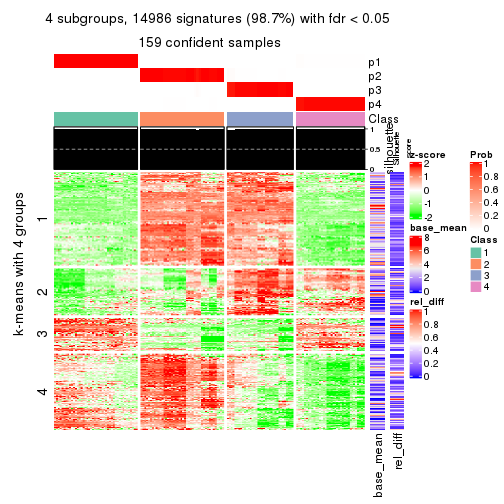 4 subgroups, 14986 signatures (98.7%) with fdr < 0.05
159 confident samples
p1
p2
p3
p4
Class
silhouette
Silhouette
score
1
0.5
0
k-means with 4 groups
1
2
3
4
base_mean
rel_diff
z-score
2
1
0
-1
-2
base_mean
8
6
4
2
0
rel_diff
1
0.8
0.6
0.4
0.2
0
Prob
1
0.8
0.6
0.4
0.2
0
Class
1
2
3
4